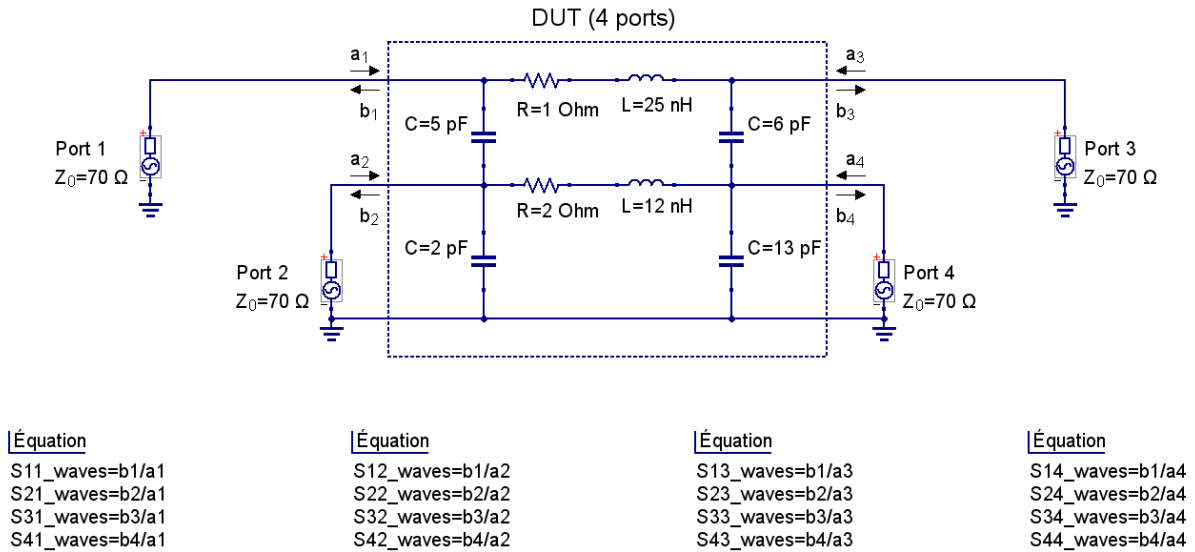 DUT (4 ports)
a1
a3
b1
R=1 Ohm
L=25 nH
b3
Port 1
Z0=70 Ω
C=5 pF
C=6 pF
Port 3
Z0=70 Ω
a2
a4
b2
R=2 Ohm
L=12 nH
b4
Port 2
Z0=70 Ω
C=2 pF
C=13 pF
Port 4
Z0=70 Ω
Équation
S11_waves=b1/a1
S21_waves=b2/a1
S31_waves=b3/a1
S41_waves=b4/a1
Équation
S12_waves=b1/a2
S22_waves=b2/a2
S32_waves=b3/a2
S42_waves=b4/a2
Équation
S13_waves=b1/a3
S23_waves=b2/a3
S33_waves=b3/a3
S43_waves=b4/a3
Équation
S14_waves=b1/a4
S24_waves=b2/a4
S34_waves=b3/a4
S44_waves=b4/a4